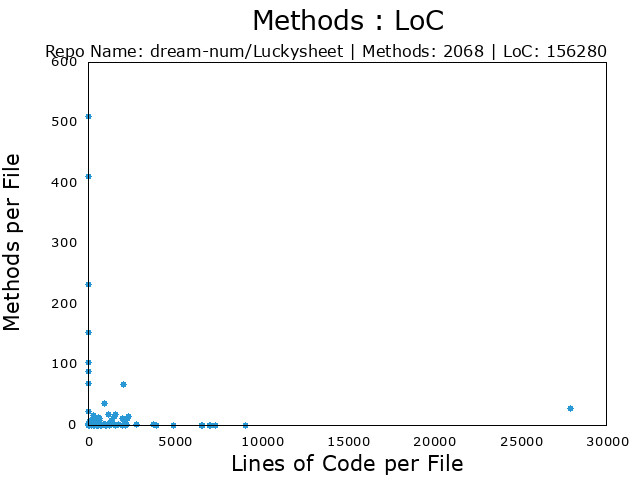 Methods : LoC
Repo Name: dream-num/Luckysheet | Methods: 2068 | LoC: 156280
600
500
400
300
200
100
0
Methods per File
0 5000 10000 15000 20000 25000 30000
Lines of Code per File